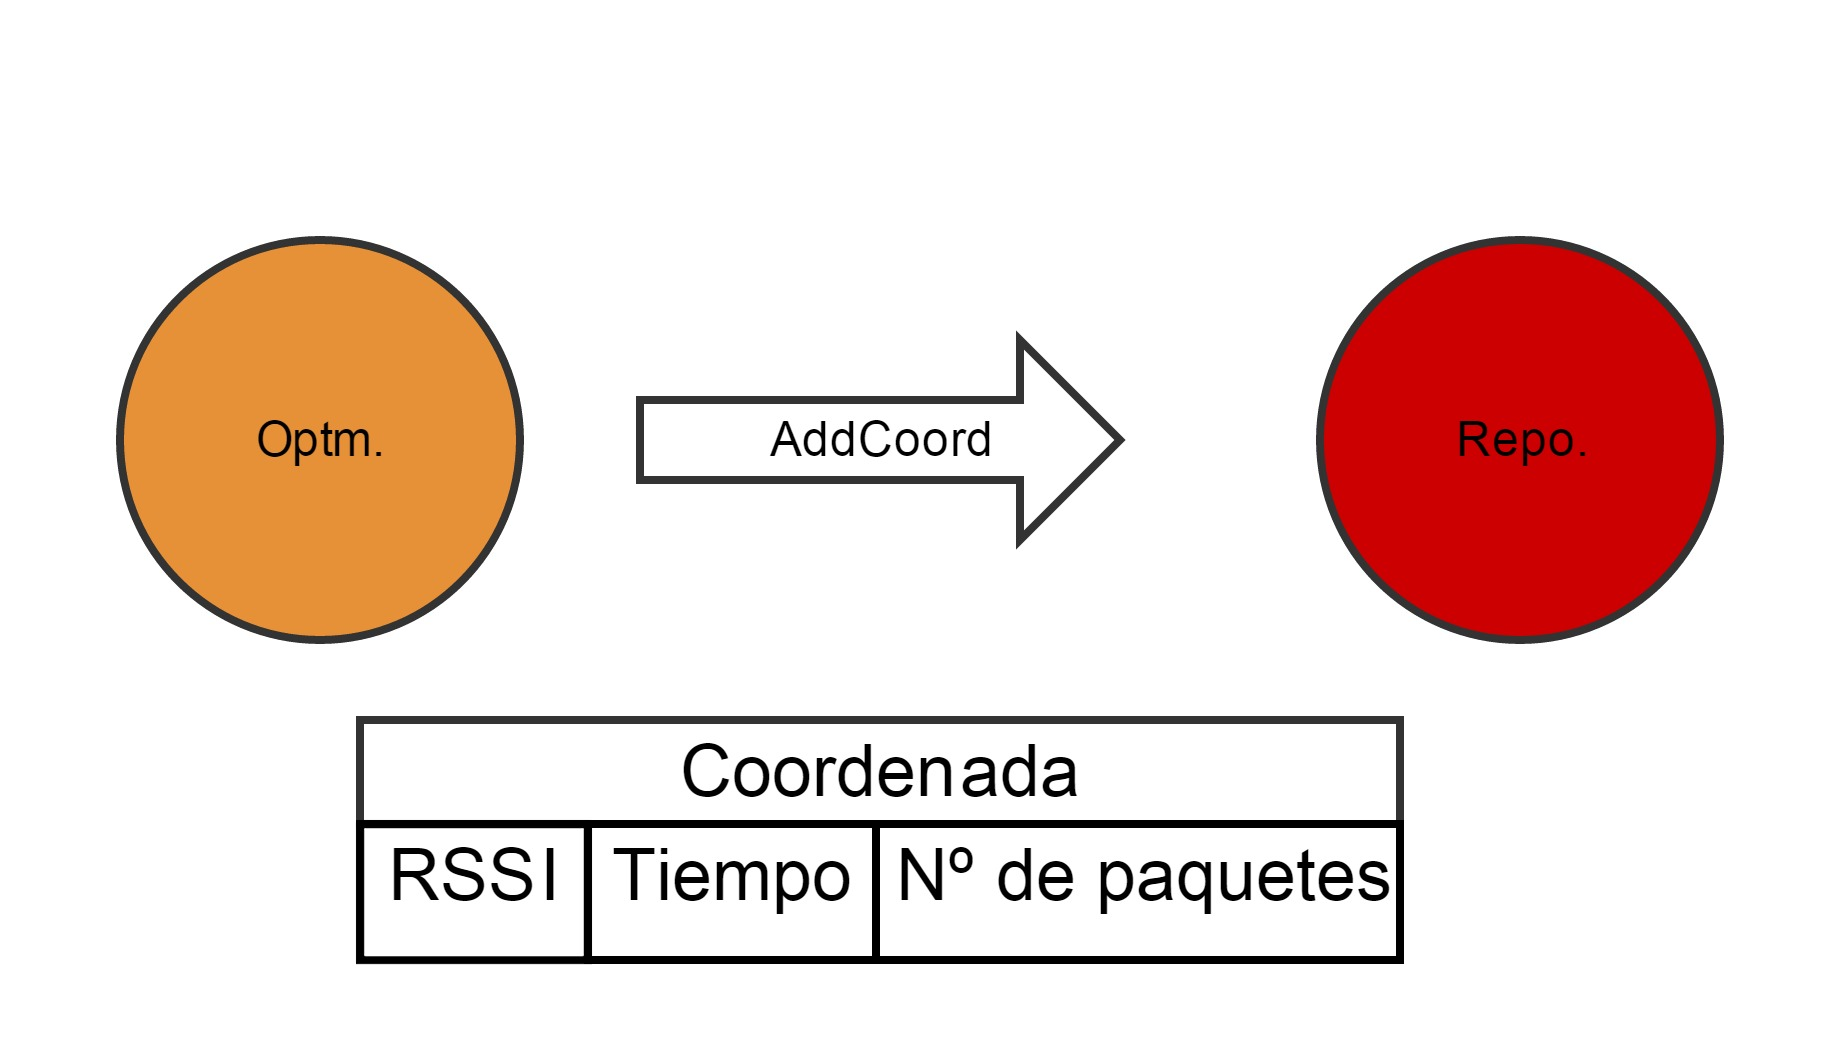 Optm.
AddCoord
Repo.
Coordenada
RSSI
Tiempo
Nº de paquetes